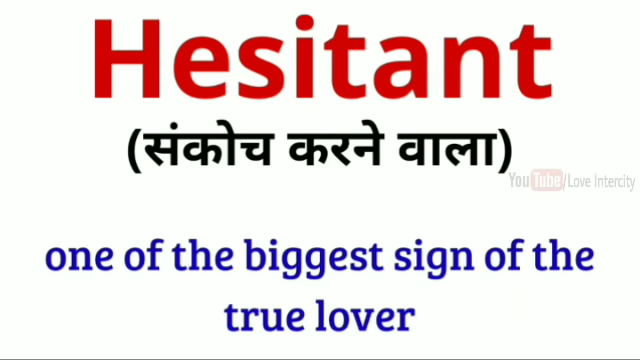 Hesitant
(संकोच करने वाला)
YouTube/Love Intercity
one of the biggest sign of the
true lover